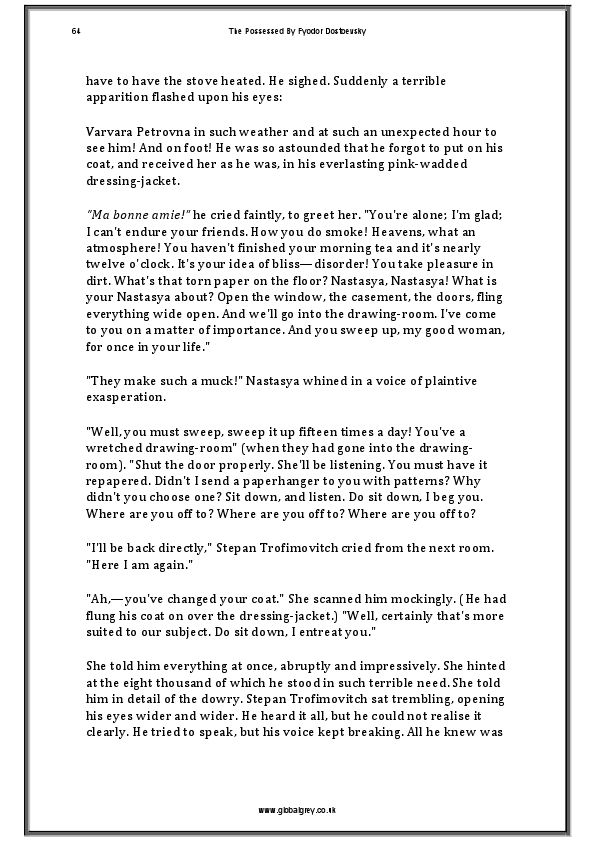 64
The Possessed By Fyodor Dostoevsky
have to have the stove heated. He sighed. Suddenly a terrible
apparition flashed upon his eyes:
Varvara Petrovna in such weather and at such an unexpected hour to
see him! And on foot! He was so astounded that he forgot to put on his
coat, and received her as he was, in his everlasting pink-wadded
dressing-jacket.
"Ma bonne amie!" he cried faintly, to greet her. "You're alone; I'm glad;
I can't endure your friends. How you do smoke! Heavens, what an
atmosphere! You haven't finished your morning tea and it's nearly
twelve o'clock. It's your idea of bliss—disorder! You take pleasure in
dirt. What's that torn paper on the floor? Nastasya, Nastasya! What is
your Nastasya about? Open the window, the casement, the doors, fling
everything wide open. And we'll go into the drawing-room. I've come
to you on a matter of importance. And you sweep up, my good woman,
for once in your life."
"They make such a muck!" Nastasya whined in a voice of plaintive
exasperation.
"Well, you must sweep, sweep it up fifteen times a day! You've a
wretched drawing-room" (when they had gone into the drawing-
room). "Shut the door properly. She'll be listening. You must have it
repapered. Didn't I send a paperhanger to you with patterns? Why
didn't you choose one? Sit down, and listen. Do sit down, I beg you.
Where are you off to? Where are you off to? Where are you off to?
"I'll be back directly," Stepan Trofimovitch cried from the next room.
"Here I am again."
"Ah,—you've changed your coat." She scanned him mockingly. (He had
flung his coat on over the dressing-jacket.) "Well, certainly that's more
suited to our subject. Do sit down, I entreat you."
She told him everything at once, abruptly and impressively. She hinted
at the eight thousand of which he stood in such terrible need. She told
him in detail of the dowry. Stepan Trofimovitch sat trembling, opening
his eyes wider and wider. He heard it all, but he could not realise it
clearly. He tried to speak, but his voice kept breaking. All he knew was
www.globalgrey.co.uk